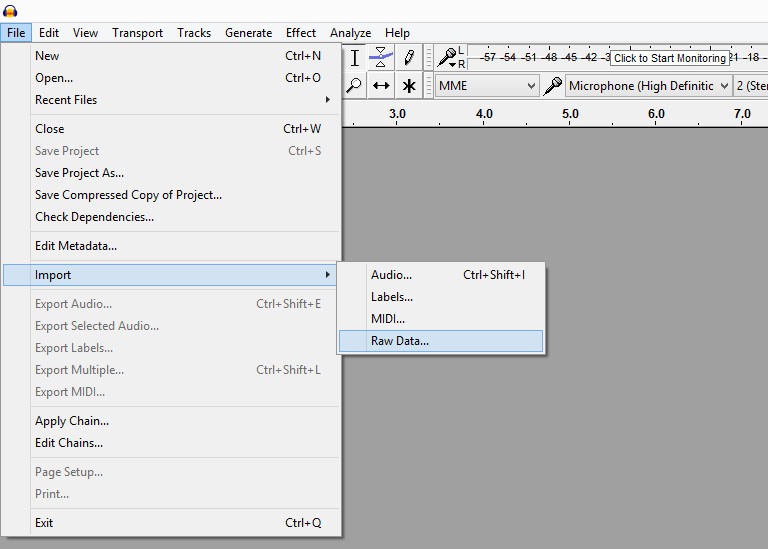 File Edit View Transport Tracks Generate Effect Analyze Help
New Ctrl+N
Open... Ctrl+O
Recent Files
Close Ctrl+W
Save Project Ctrl+S
Save Project As...
Save Compressed Copy of Project...
Check Dependencies...
Edit Metadata...
Import
Export Audio... Ctrl+Shift+E
Export Selected Audio...
Export Labels...
Export Multiple... Ctrl+Shift+L
Export MIDI...
Apply Chain...
Edit Chains...
Page Setup...
Print...
Exit Ctrl+Q
Audio... Ctrl+Shift+I
Labels...
MIDI...
Raw Data...
L
R
-57 -54 -51 -48 -45 -42 Click to Start Monitoring 21 -18
MME Microphone (High Definitic 2 (Ster
3.0 4.0 5.0 6.0 7.0